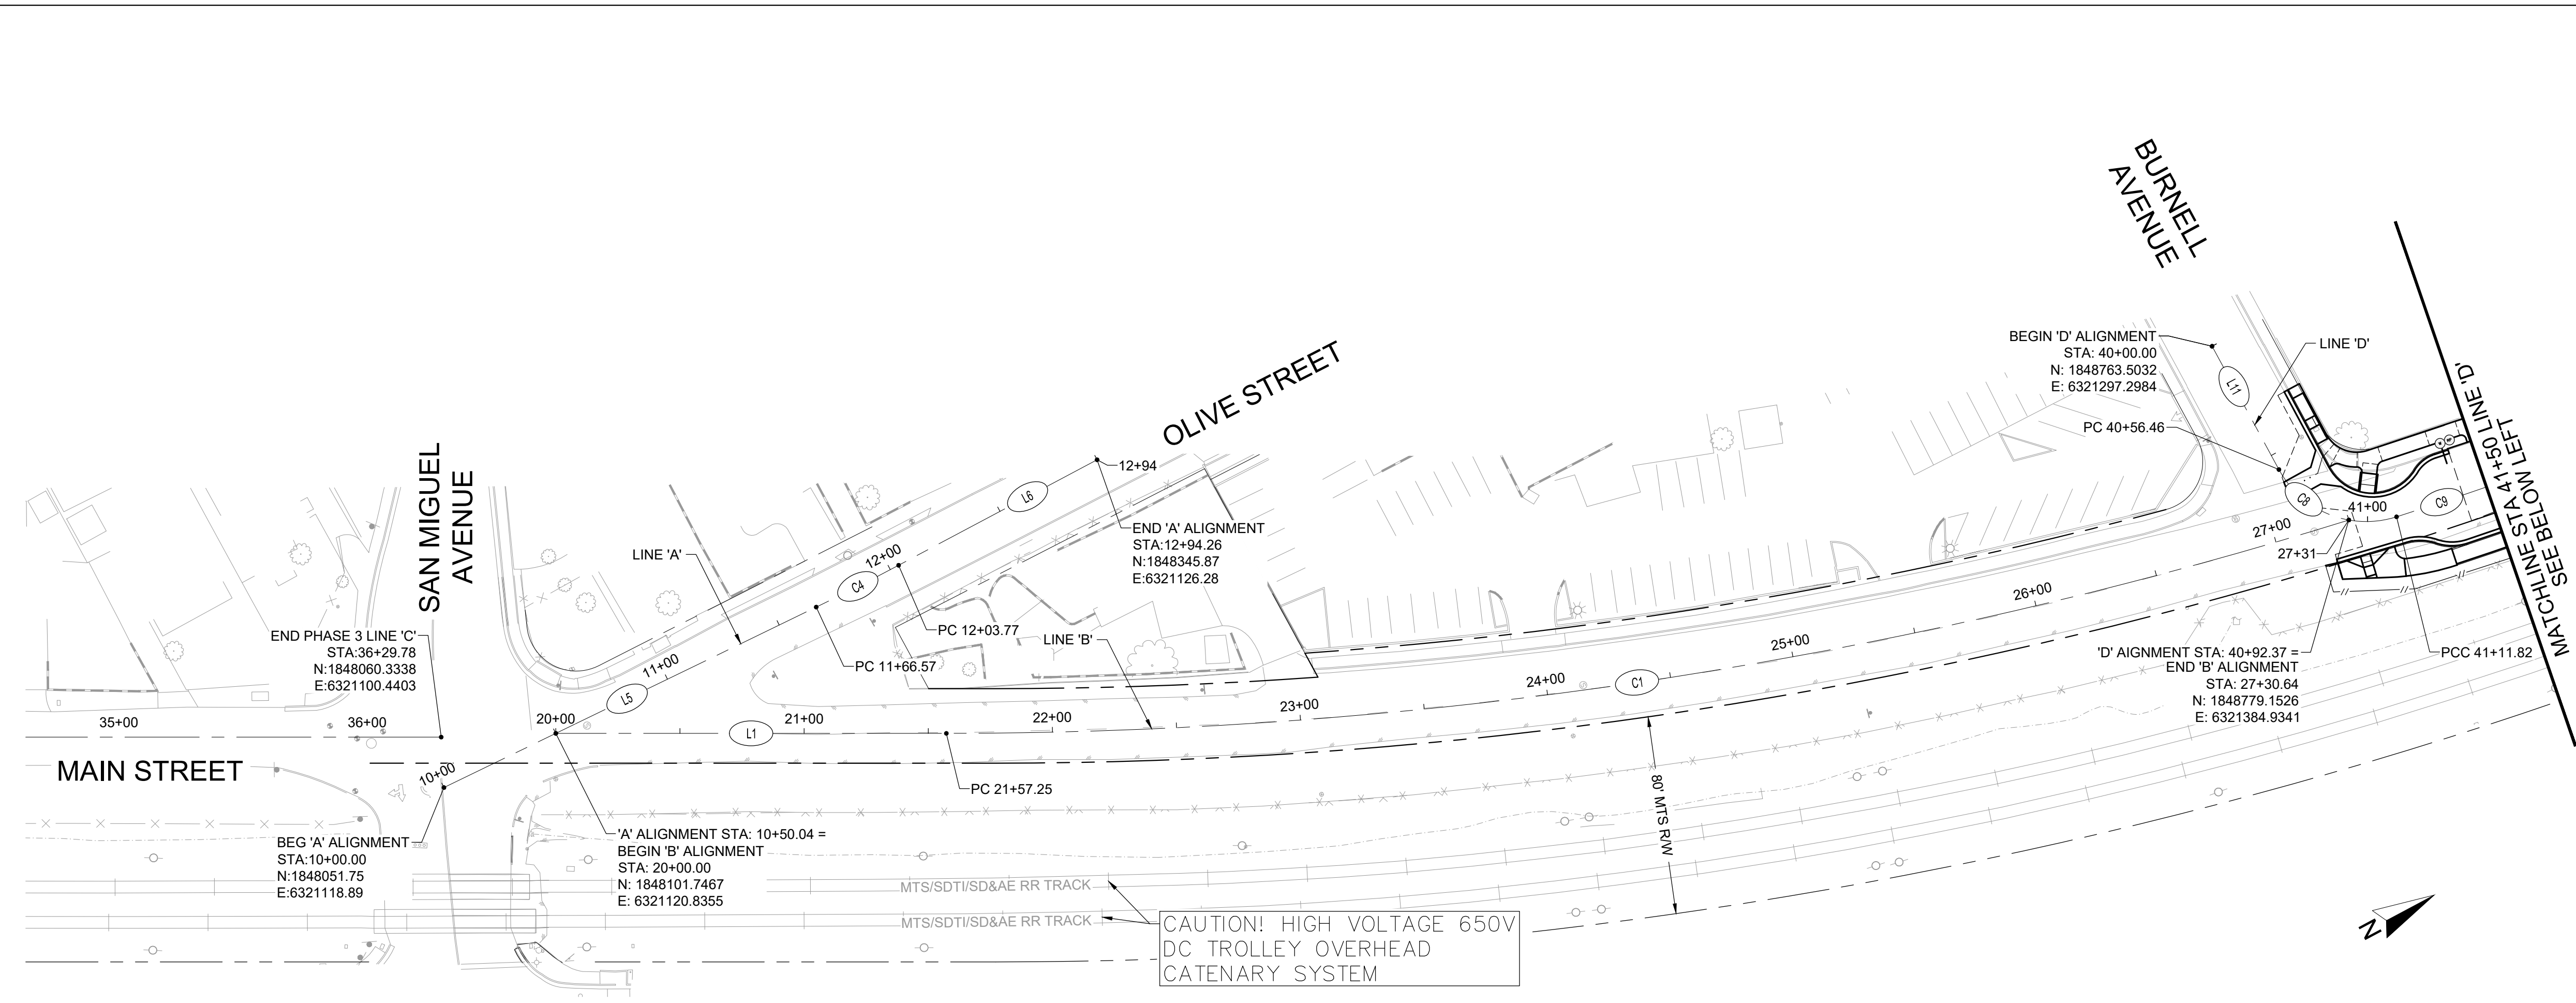 BURNELL
AVENUE
BEGIN 'D' ALIGNMENT
STA: 40+00.00
N: 1848763.5032
E: 6321297.2984
LINE 'D'
L11
PC 40+56.46
MATCHLINE STA 41+50 LINE 'D'
SEE BELOW LEFT
OLIVE STREET
SAN MIGUEL
AVENUE
12+94
L6
END 'A' ALIGNMENT
STA:12+94.26
N:1848345.87
E:6321126.28
LINE 'A'
12+00
C4
PC 12+03.77
LINE 'B'
PC 11+66.57
11+00
L5
C8
41+00
C9
27+00
27+31
26+00
25+00
24+00
C1
23+00
22+00
21+00
L1
20+00
END PHASE 3 LINE 'C'
STA:36+29.78
N:1848060.3338
E:6321100.4403
35+00
36+00
'D' AIGNMENT STA: 40+92.37 =
END 'B' ALIGNMENT
STA: 27+30.64
N: 1848779.1526
E: 6321384.9341
PCC 41+11.82
MAIN STREET
10+00
PC 21+57.25
80' MTS R/W
BEG 'A' ALIGNMENT
STA:10+00.00
N:1848051.75
E:6321118.89
'A' ALIGNMENT STA: 10+50.04 =
BEGIN 'B' ALIGNMENT
STA: 20+00.00
N: 1848101.7467
E: 6321120.8355
MTS/SDTI/SD&AE RR TRACK
MTS/SDTI/SD&AE RR TRACK
CAUTION! HIGH VOLTAGE 650V
DC TROLLEY OVERHEAD
CATENARY SYSTEM
N